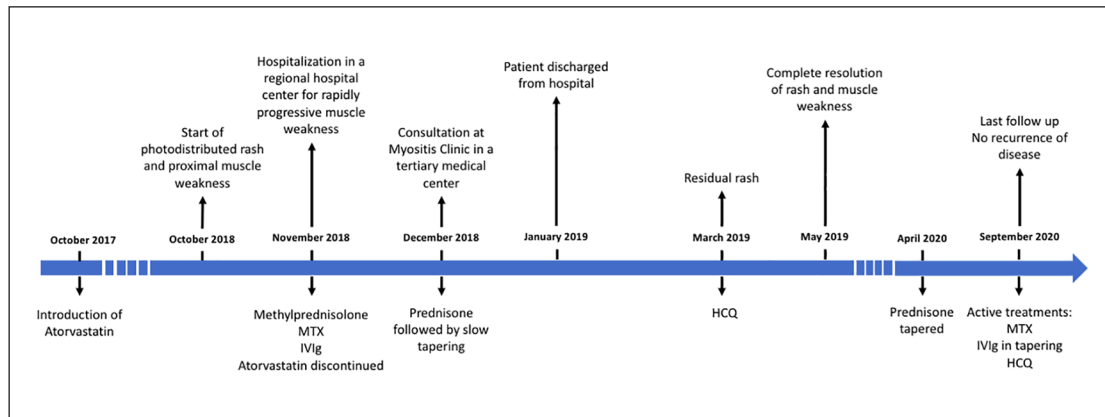 Hospitalization in a
regional hospital
center for rapidly
progressive muscle
weakness
Patient discharged
from hospital
Complete resolution
of rash and muscle
weakness
Start of
photodistributed rash
and proximal muscle
weakness
Consultation at
Myositis Clinic in a
tertiary medical
center
Residual rash
Last follow up
No recurrence of
disease
October 2017
October 2018
November 2018
December 2018
January 2019
March 2019
May 2019
April 2020
September 2020
Introduction of
Atorvastatin
Methylprednisolone
MTX
IVIg
Atorvastatin discontinued
Prednisone
followed by slow
tapering
HCQ
Prednisone
tapered
Active treatments:
MTX
IVIg in tapering
HCQ